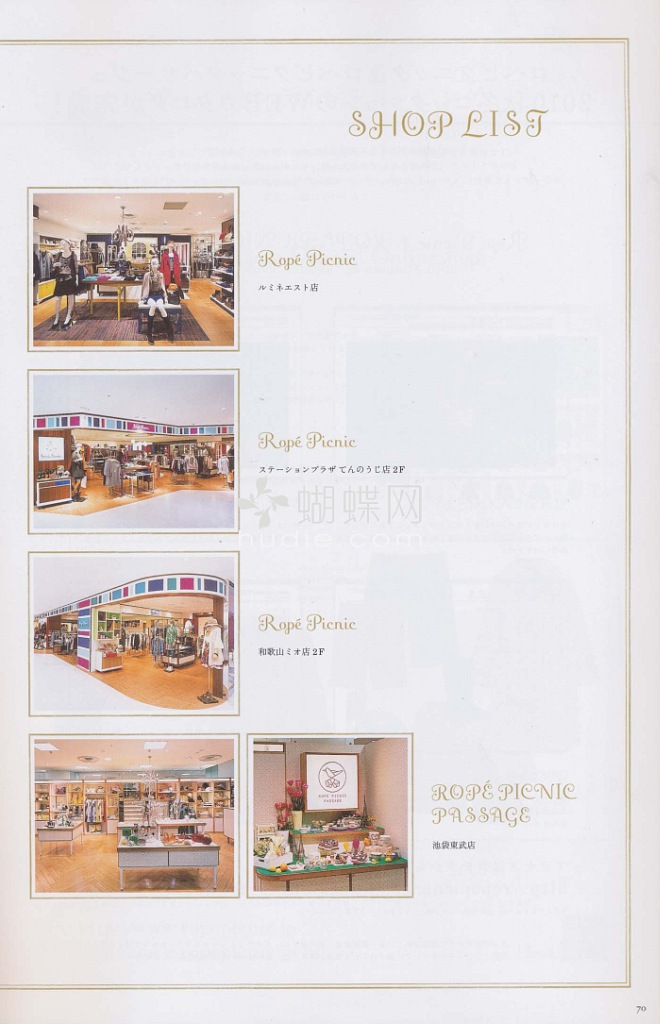 SHOP LIST
Ropé Picnic
ルミネエスト店
Ropé Picnic
ステーションプラザ てんのうじ店 2F
蝴蝶网
hudie.com
Ropé Picnic
和歌山ミオ店 2F
ROPÉ PICNIC
PASSAGE
ROPÉ PICNIC
PASSAGE
池袋東武店
70